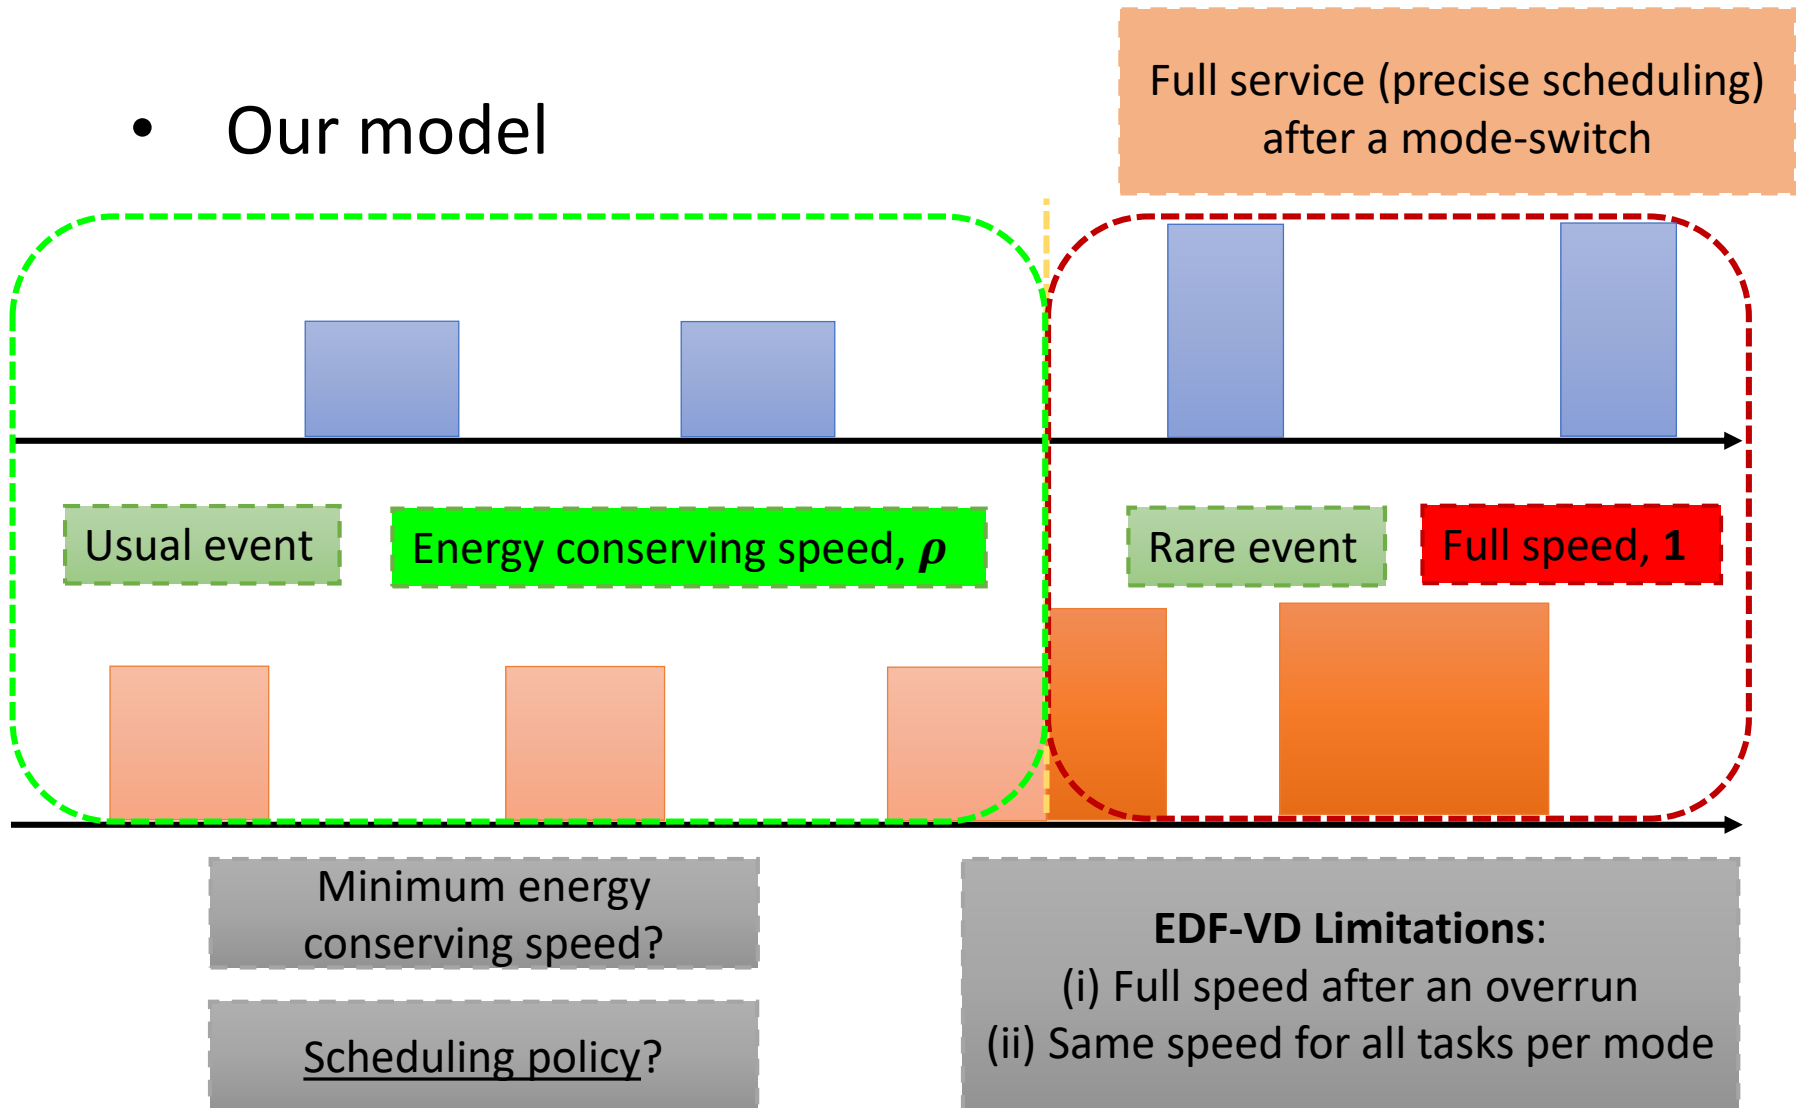 • Our model
Full service (precise scheduling)
after a mode-switch
Usual event
Energy conserving speed, ρ
Rare event
Full speed, 1
Minimum energy
conserving speed?
Scheduling policy?
EDF-VD Limitations:
(i) Full speed after an overrun
(ii) Same speed for all tasks per mode